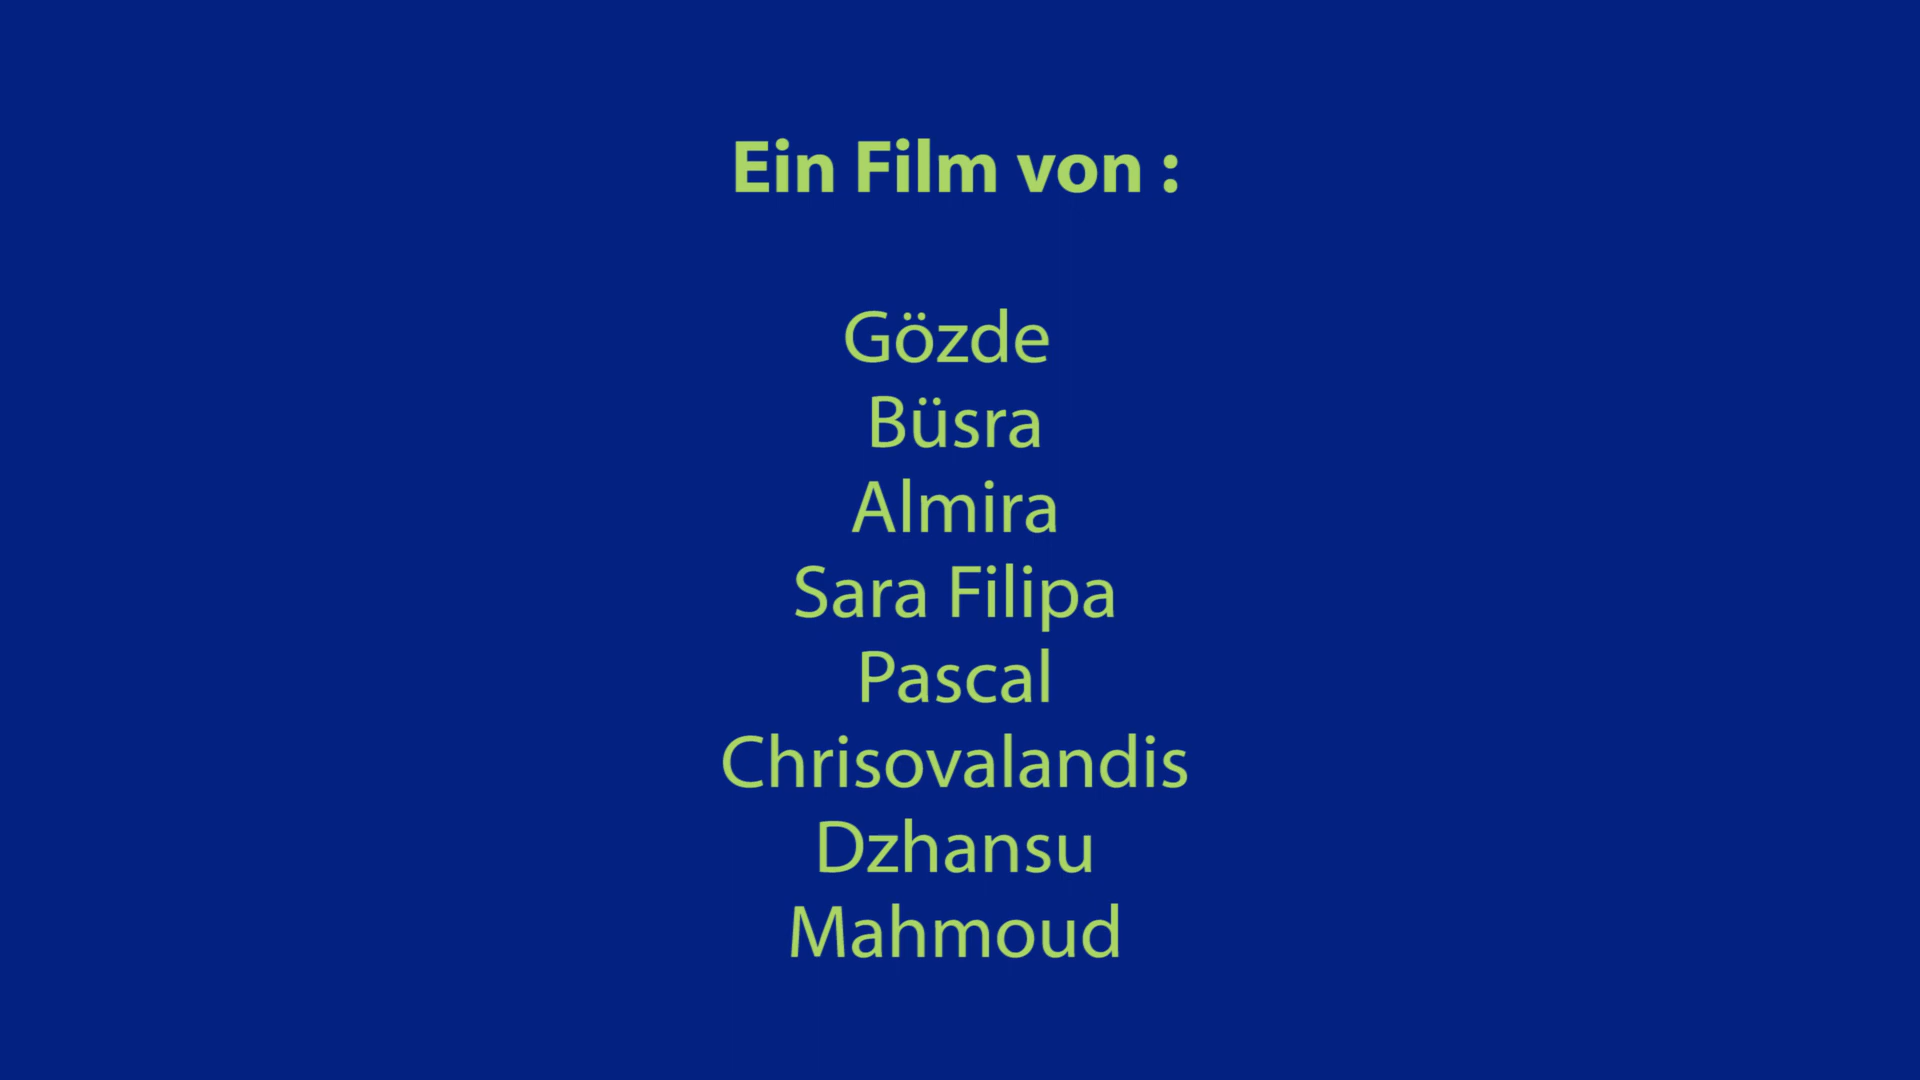 Ein Film von :
Gözde
Büsra
Almira
Sara Filipa
Pascal
Chrisovalandis
Dzhansu
Mahmoud